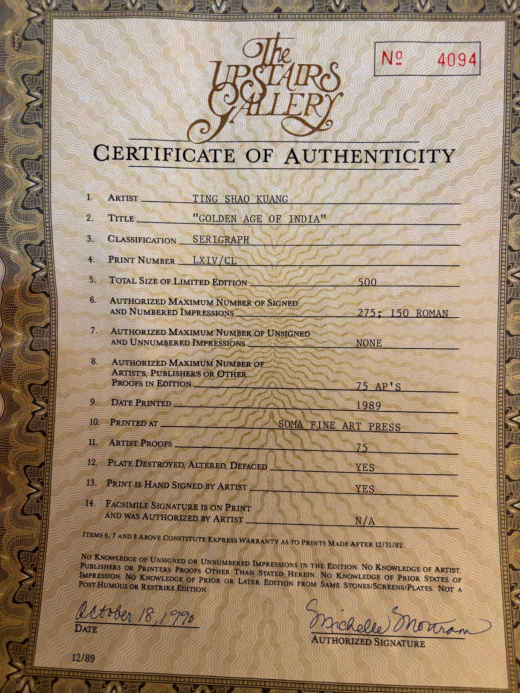 The
UPSTAIRS
GALLERY
Nº 4094
CERTIFICATE OF AUTHENTICITY
1. ARTIST TING SHAO KUANG
2. TITLE "GOLDEN AGE OF INDIA"
3. CLASSIFICATION SERIGRAPH
4. PRINT NUMBER LXIV/CL
5. TOTAL SIZE OF LIMITED EDITION 500
6. AUTHORIZED MAXIMUM NUMBER OF SIGNED
AND NUMBERED IMPRESSIONS 275; 150 ROMAN
7. AUTHORIZED MAXIMUM NUMBER OF UNSIGNED
AND UNNUMBERED IMPRESSIONS NONE
8. AUTHORIZED MAXIMUM NUMBER OF
ARTIST'S, PUBLISHER'S OR OTHER
PROOFS IN EDITION 75 AP'S
9. DATE PRINTED 1989
10. PRINTED AT SOMA FINE ART PRESS
11. ARTIST PROOFS 75
12. PLATE DESTROYED, ALTERED, DEFACED YES
13. PRINT IS HAND SIGNED BY ARTIST YES
14. FACSIMILE SIGNATURE IS ON PRINT
AND WAS AUTHORIZED BY ARTIST N/A
ITEMS 6, 7 AND 8 ABOVE CONSTITUTE EXPRESS WARRANTY AS TO PRINTS MADE AFTER 12/31/82.
NO KNOWLEDGE OF UNSIGNED OR UNNUMBERED IMPRESSIONS IN THE EDITION. NO KNOWLEDGE OF ARTIST,
PUBLISHERS OR PRINTERS PROOFS OTHER THAN STATED HEREIN. NO KNOWLEDGE OF PRIOR STATES OF
IMPRESSION. NO KNOWLEDGE OF PRIOR OR LATER EDITION FROM SAME STONES/SCREENS/PLATES. NOT A
POST-HUMOUS OR RESTRIKE EDITION.
October 18, 1990
DATE
Michelle
AUTHORIZED SIGNATURE
12/89